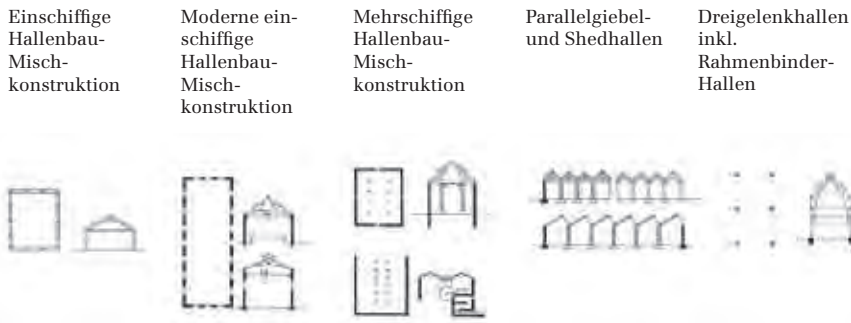 Einschiffige
Hallenbau-
Misch-
konstruktion
Moderne ein-
schiffige
Hallenbau-
Misch-
konstruktion
Mehrschiffige
Hallenbau-
Misch-
konstruktion
Parallelgiebel-
und Shedhallen
Dreigelenkhallen
inkl.
Rahmenbinder-
Hallen